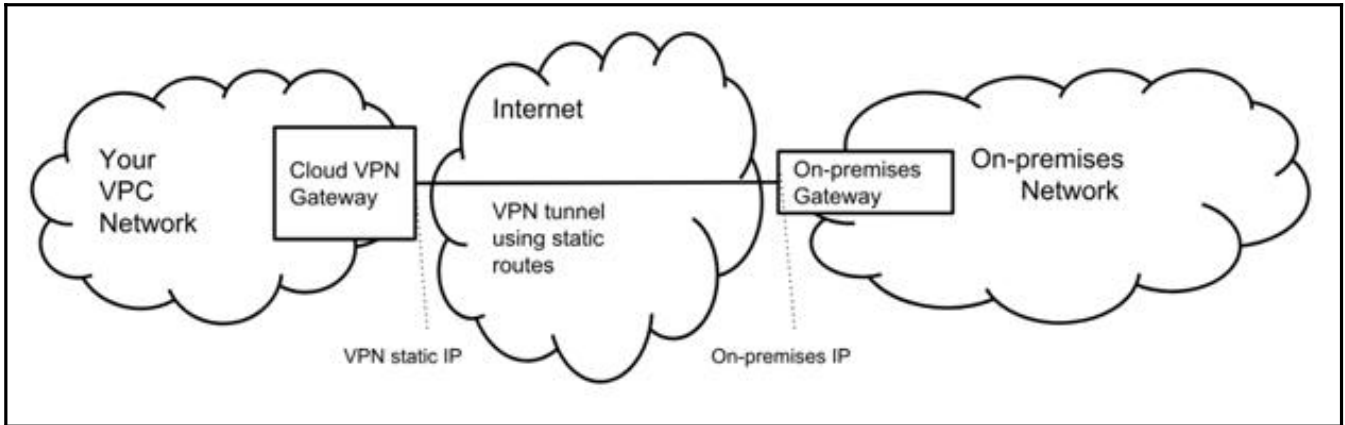 Your
VPC
Network
Cloud VPN
Gateway
Internet
VPN tunnel
using static
routes
On-premises
Gateway
On-premises
Network
VPN static IP
On-premises IP